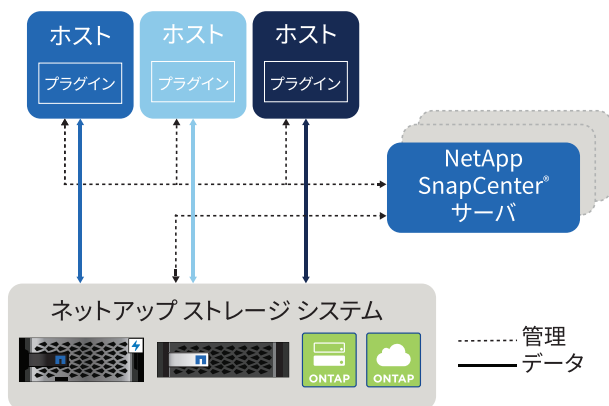 ホスト
プラグイン
ホスト
プラグイン
ホスト
プラグイン
NetApp
SnapCenter®
サーバ
ネットアップ ストレージ システム
ONTAP
ONTAP
管理
データ